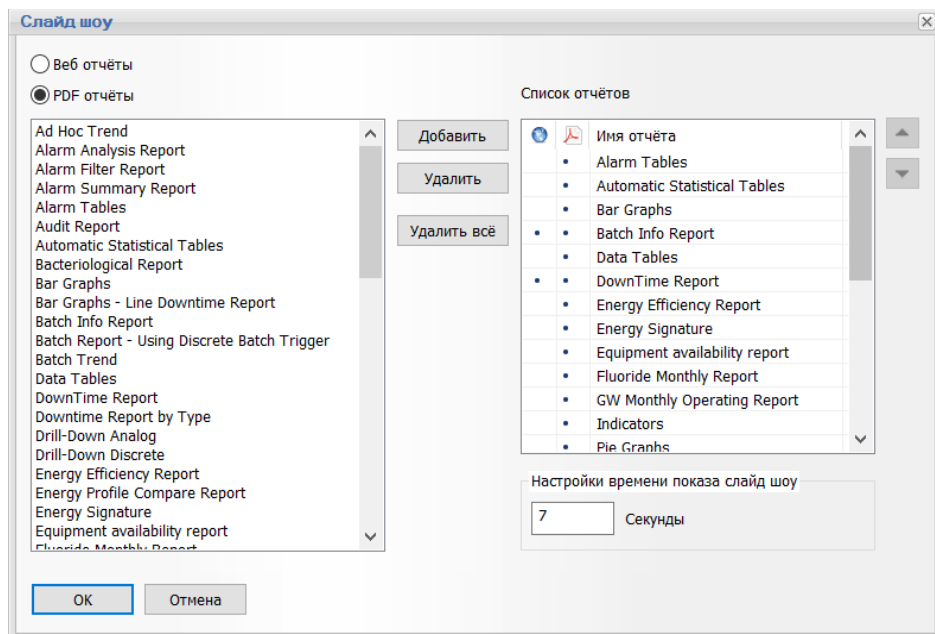 Слайд шоу
Веб отчёты
PDF отчёты
Ad Hoc Trend
Alarm Analysis Report
Alarm Filter Report
Alarm Summary Report
Alarm Tables
Audit Report
Automatic Statistical Tables
Bacteriological Report
Bar Graphs
Bar Graphs - Line Downtime Report
Batch Info Report
Batch Report - Using Discrete Batch Trigger
Batch Trend
Data Tables
DownTime Report
Downtime Report by Type
Drill-Down Analog
Drill-Down Discrete
Energy Efficiency Report
Energy Profile Compare Report
Energy Signature
Equipment availability report
Fluoride Monthly Report
Добавить
Удалить
Удалить всё
Список отчётов
Имя отчёта
Alarm Tables
Automatic Statistical Tables
Bar Graphs
Batch Info Report
Data Tables
DownTime Report
Energy Efficiency Report
Energy Signature
Equipment availability report
Fluoride Monthly Report
GW Monthly Operating Report
Indicators
Pie Graphs
Настройки времени показа слайд шоу
7 Секунды
OK Отмена